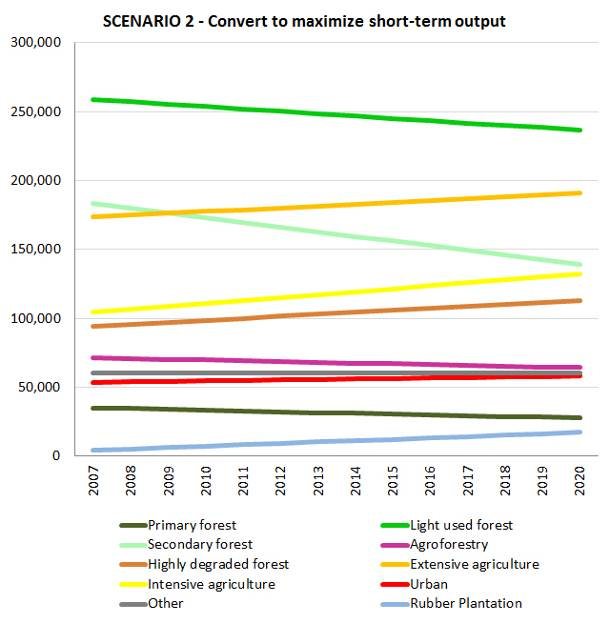 SCENARIO 2 - Convert to maximize short-term output
300,000
250,000
200,000
150,000
100,000
50,000
0
2007 2008 2009 2010 2011 2012 2013 2014 2015 2016 2017 2018 2019 2020
Primary forest Light used forest
Secondary forest Agroforestry
Highly degraded forest Extensive agriculture
Intensive agriculture Urban
Other Rubber Plantation